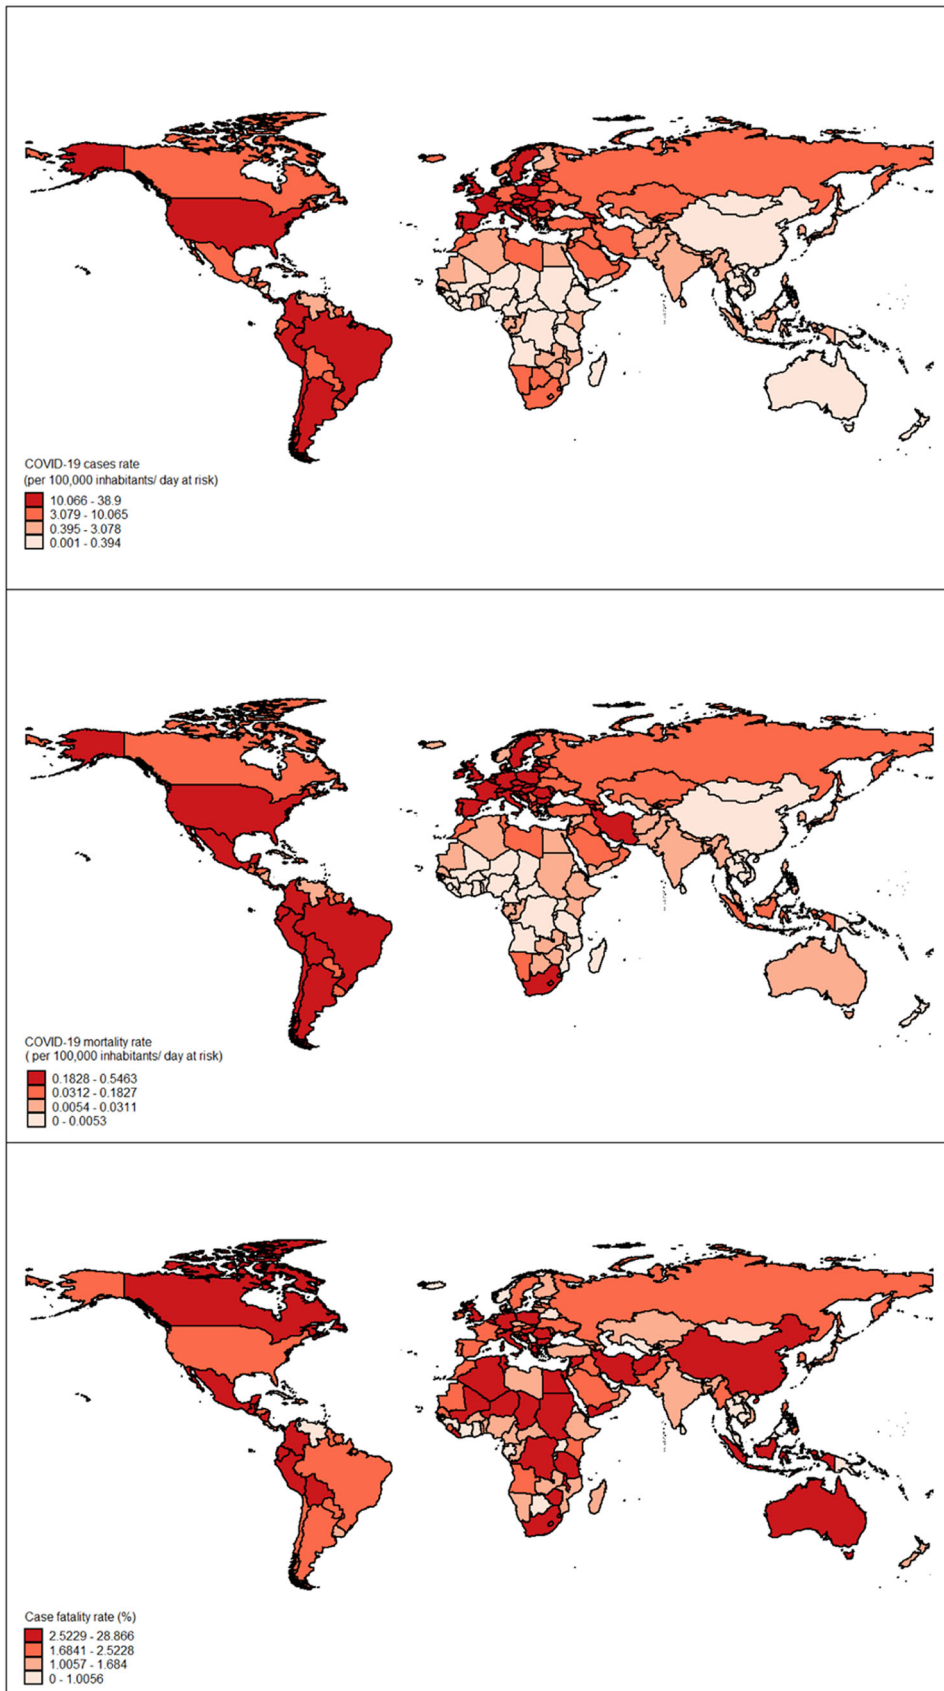 COVID-19 cases rate
(per 100,000 inhabitants/ day at risk)
10.066 - 38.9
3.079 - 10.065
0.395 - 3.078
0.001 - 0.394
COVID-19 mortality rate
( per 100,000 inhabitants/ day at risk)
0.1828 - 0.5463
0.0312 - 0.1827
0.0054 - 0.0311
0 - 0.0053
Case fatality rate (%)
2.5229 - 28.866
1.6841 - 2.5228
1.0057 - 1.684
0 - 1.0056